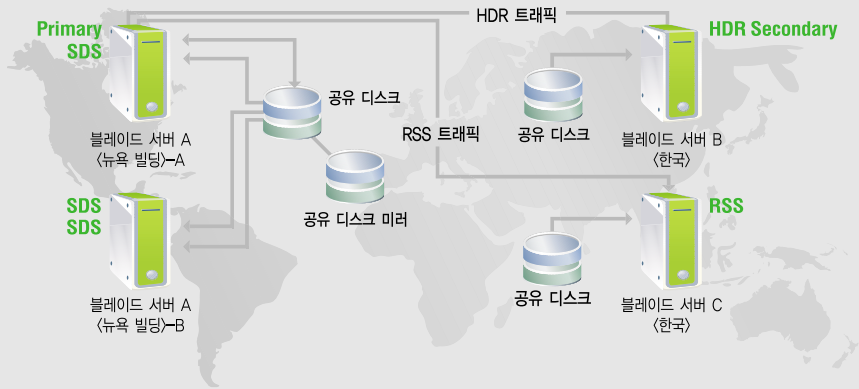 HDR 트래픽
Primary
SDS
HDR Secondary
공유 디스크
RSS 트래픽
공유 디스크
블레이드 서버 A
〈뉴욕 빌딩〉-A
블레이드 서버 B
〈한국〉
공유 디스크 미러
SDS
SDS
RSS
공유 디스크
블레이드 서버 A
〈뉴욕 빌딩〉-B
블레이드 서버 C
〈한국〉